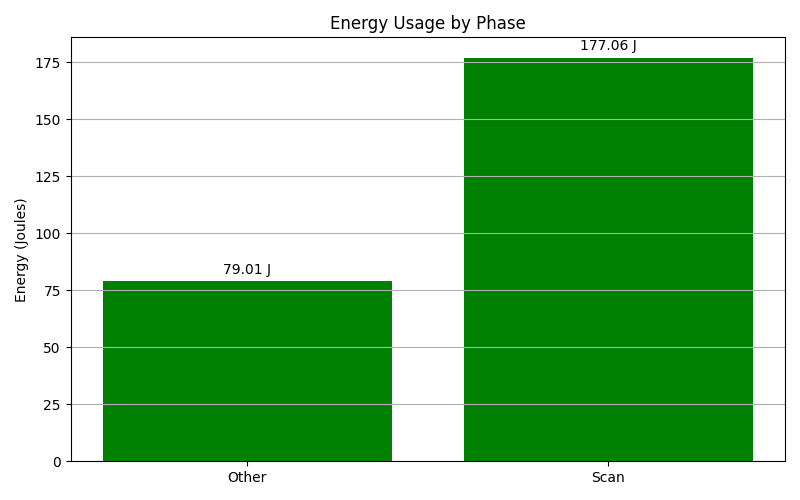 Energy Usage by Phase
177.06 J
79.01 J
Energy (Joules)
175
150
125
100
75
50
25
0
Other
Scan